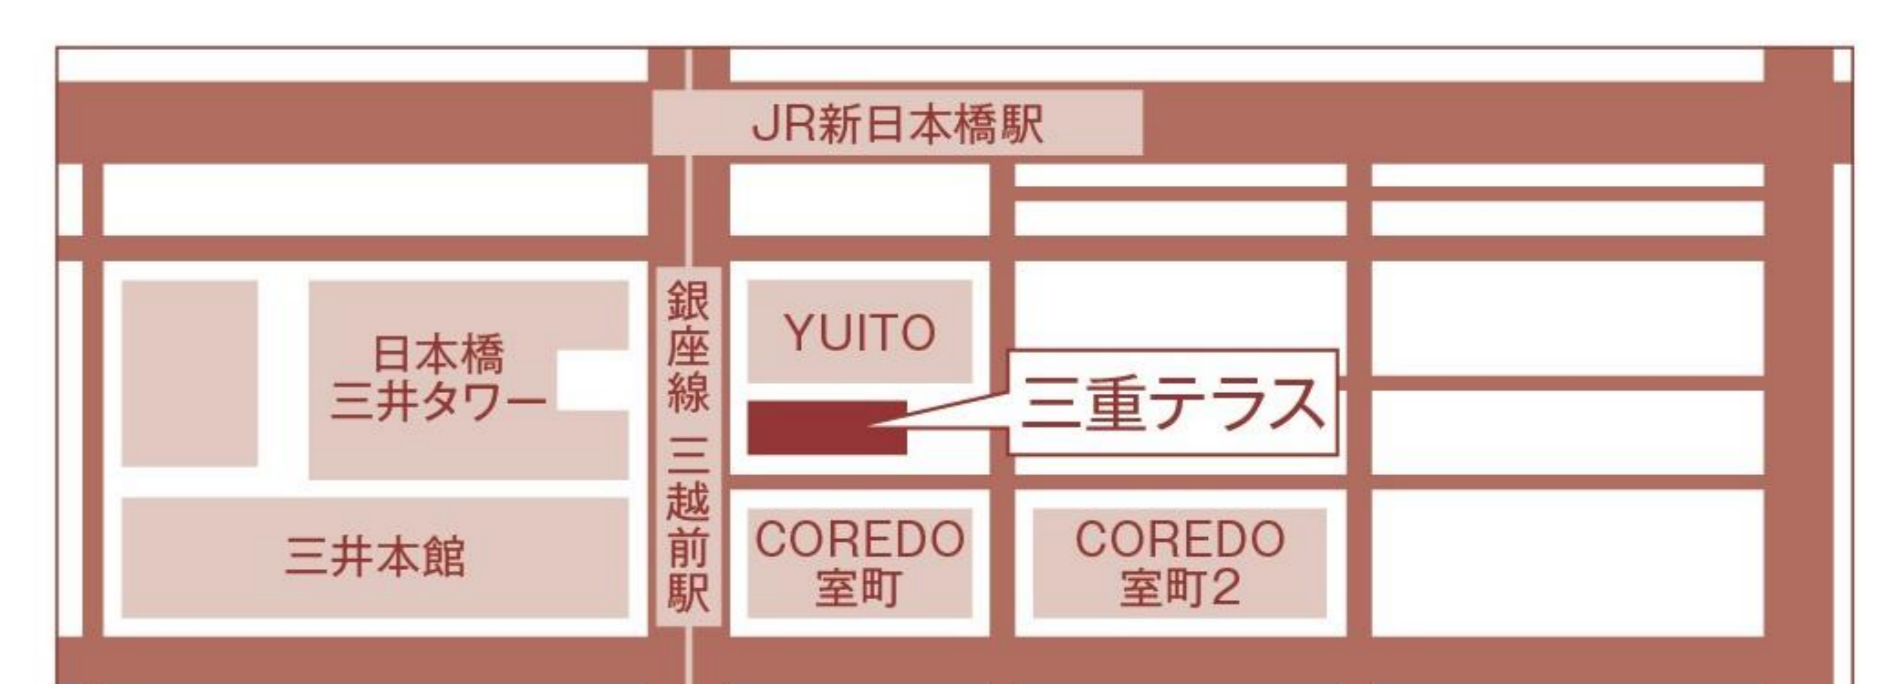 JR新日本橋駅
銀座線 三越前駅
YUITO
日本橋
三井タワー
三重テラス
三井本館
COREDO
室町
COREDO
室町2